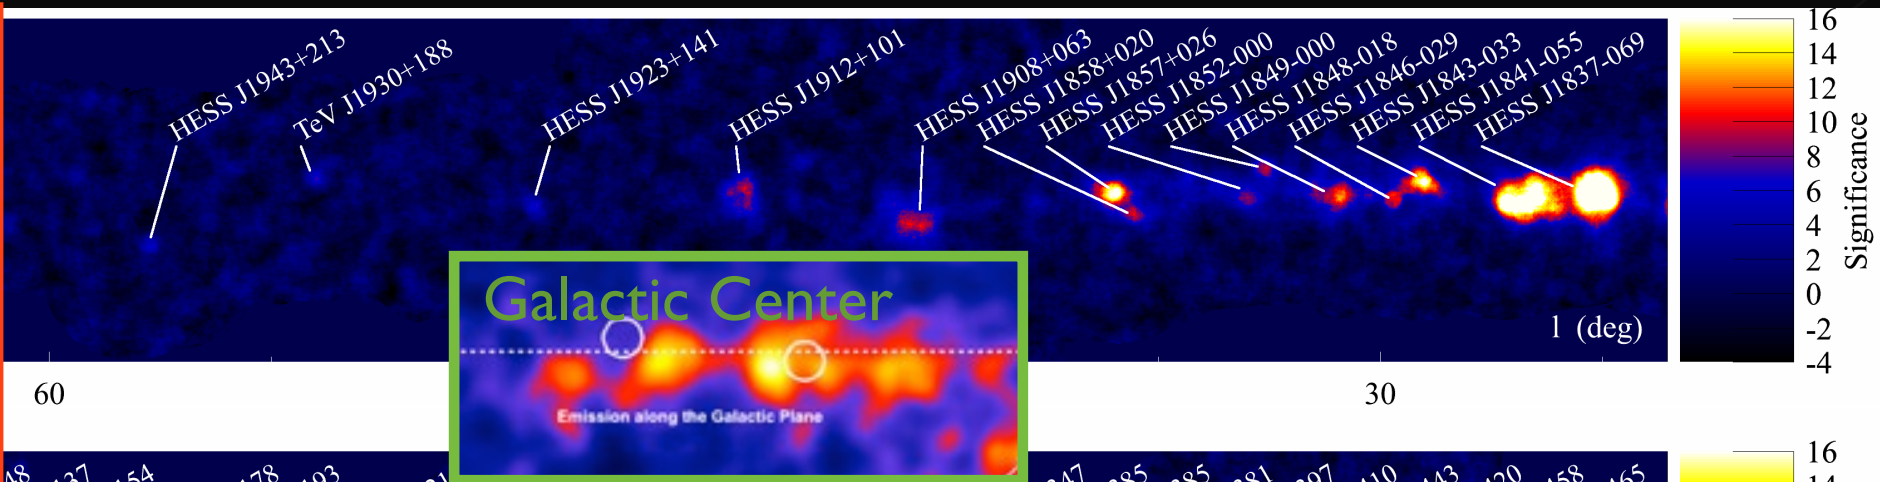 HESS J1943+213
TeV J1930+188
HESS J1923+141
HESS J1912+101
HESS J1908+063
HESS J1858+020
HESS J1857+026
HESS J1852-000
HESS J1849-000
HESS J1848-018
HESS J1846-029
HESS J1843-033
HESS J1841-055
HESS J1837-069
16
14
12
10
8
6
4
2
0
-2
-4
Significance
l (deg)
Galactic Center
Emission along the Galactic Plane
60
30
16